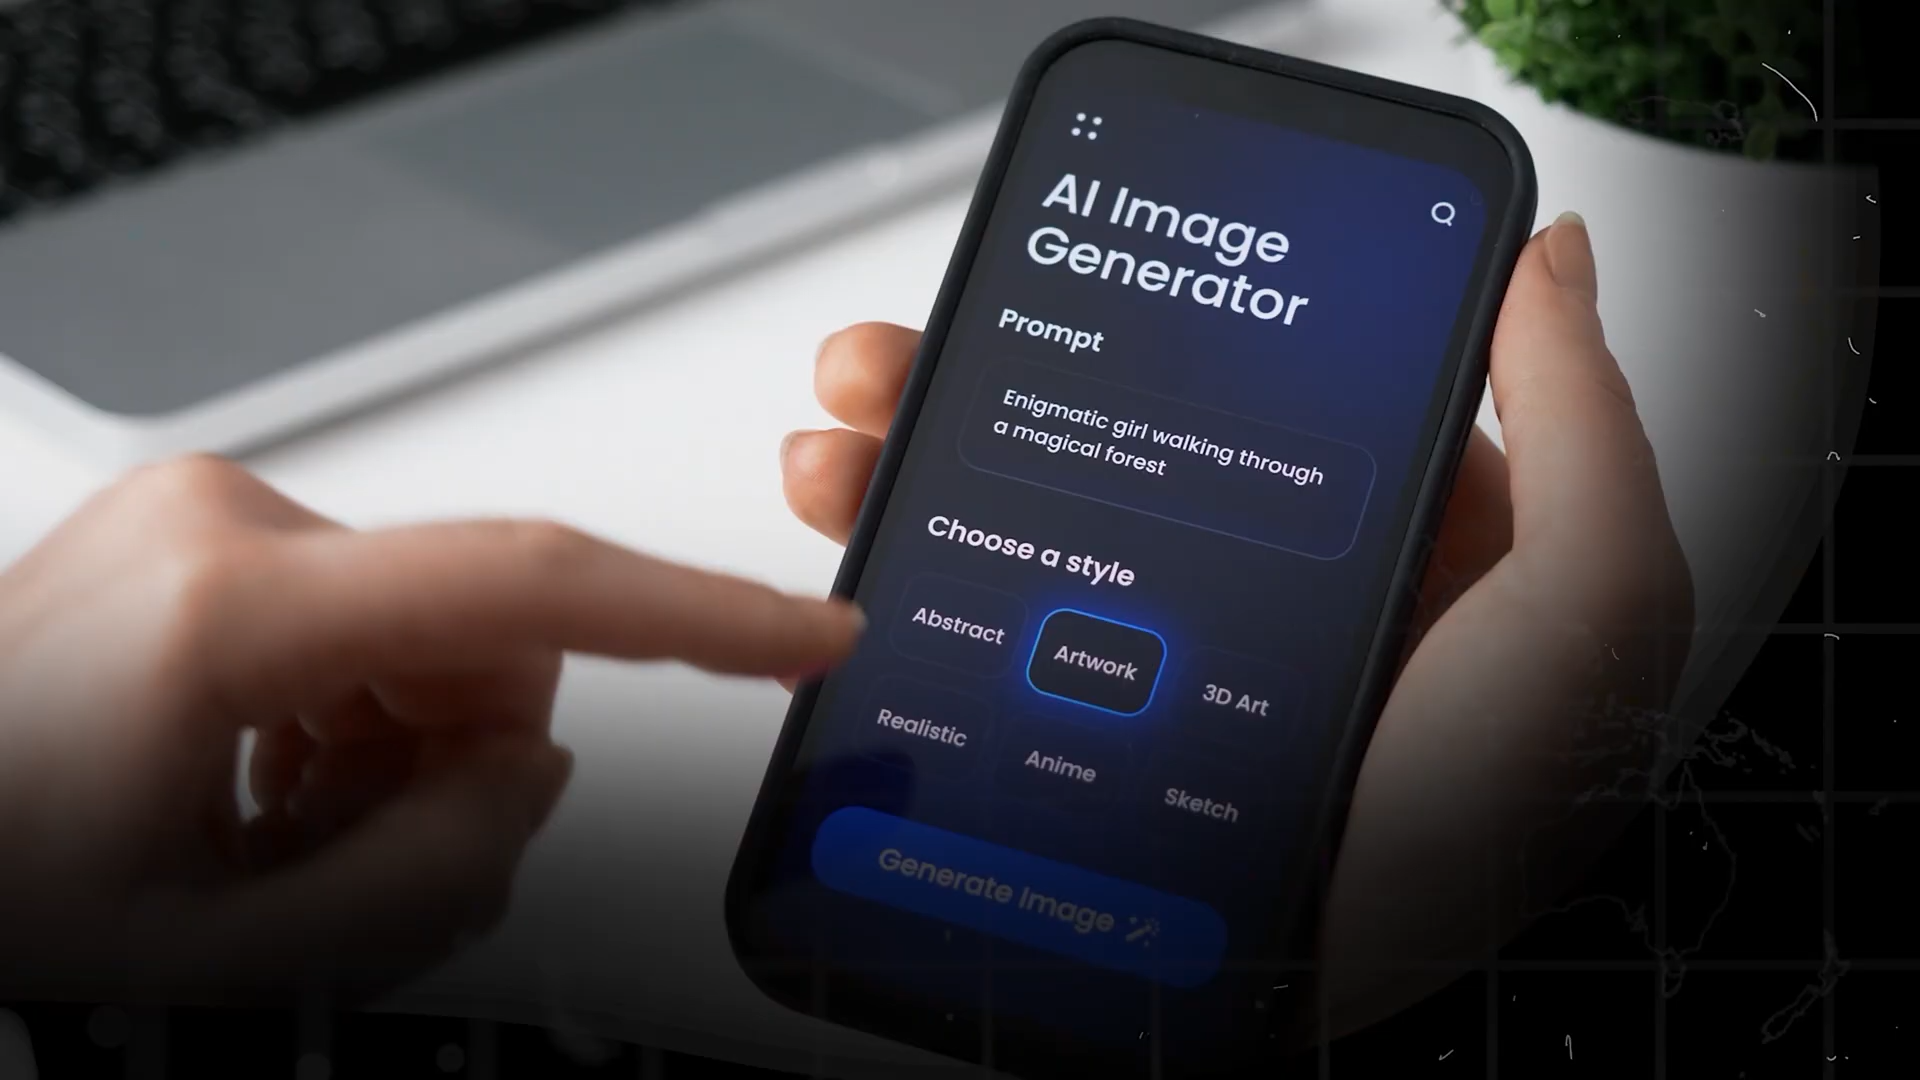 AI Image
Generator
Prompt
Enigmatic girl walking through
a magical forest
Choose a style
Abstract
Artwork
3D Art
Realistic
Anime
Sketch
Generate Image